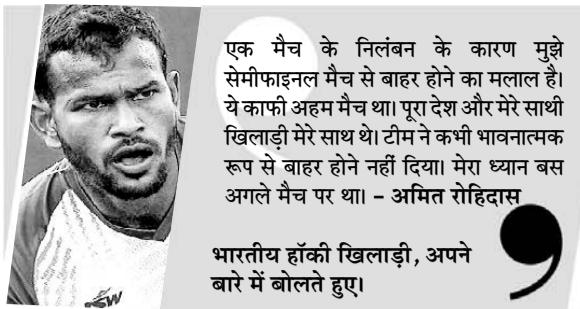 एक मैच के निलंबन के कारण मुझे
सेमीफाइनल मैच से बाहर होने का मलाल है।
ये काफी अहम मैच था। पूरा देश और मेरे साथी
खिलाड़ी मेरे साथ थे। टीम ने कभी भावनात्मक
रूप से बाहर होने नहीं दिया। मेरा ध्यान बस
अगले मैच पर था। – अमित रोहिदास
भारतीय हॉकी खिलाड़ी, अपने
बारे में बोलते हुए।